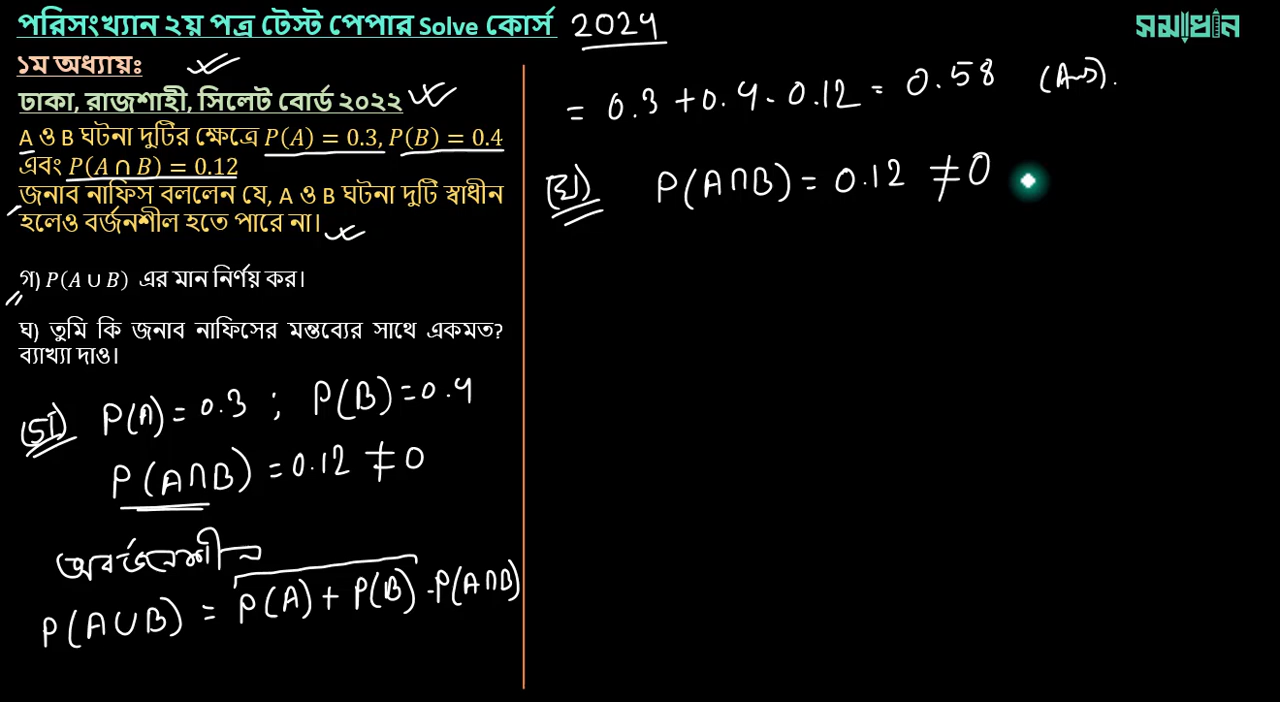 পরিসংখ্যান ২য় পত্র টেস্ট পেপার Solve কোর্স 2024
সমাধান
১ম অধ্যায়ঃ
ঢাকা, রাজশাহী, সিলেট বোর্ড ২০২২
A ও B ঘটনা দুটির ক্ষেত্রে P(A) = 0.3, P(B) = 0.4
এবং P(A ∩ B) = 0.12
জনাব নাফিস বললেন যে, A ও B ঘটনা দুটি স্বাধীন
হলেও বর্জনশীল হতে পারে না।
গ) P(A ∪ B) এর মান নির্ণয় কর।
ঘ) তুমি কি জনাব নাফিসের মন্তব্যের সাথে একমত?
ব্যাখ্যা দাও।
(গ) P(A) = 0.3 ; P(B) = 0.4
P(A∩B) = 0.12 ≠ 0
অবর্জনশীল
P(A∪B) = P(A) + P(B) - P(A∩B)
= 0.3 + 0.4 - 0.12 = 0.58 (Ans).
(ঘ) P(A∩B) = 0.12 ≠ 0